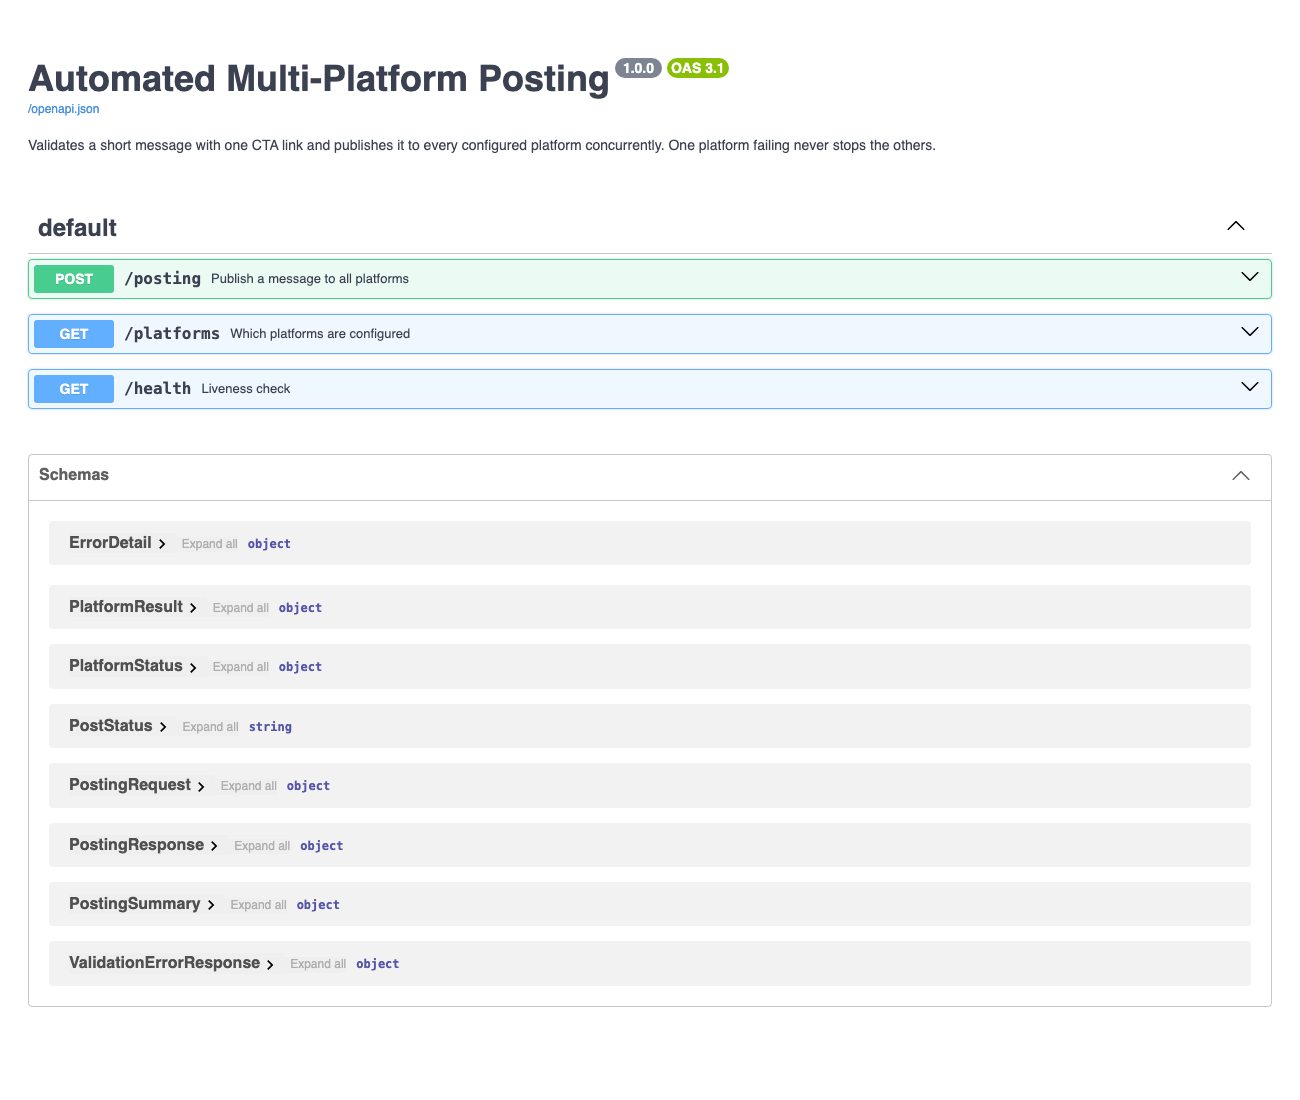 Automated Multi-Platform Posting 1.0.0 OAS 3.1
/openapi.json
Validates a short message with one CTA link and publishes it to every configured platform concurrently. One platform failing never stops the others.
default
POST /posting Publish a message to all platforms
GET /platforms Which platforms are configured
GET /health Liveness check
Schemas
ErrorDetail Expand all object
PlatformResult Expand all object
PlatformStatus Expand all object
PostStatus Expand all string
PostingRequest Expand all object
PostingResponse Expand all object
PostingSummary Expand all object
ValidationErrorResponse Expand all object